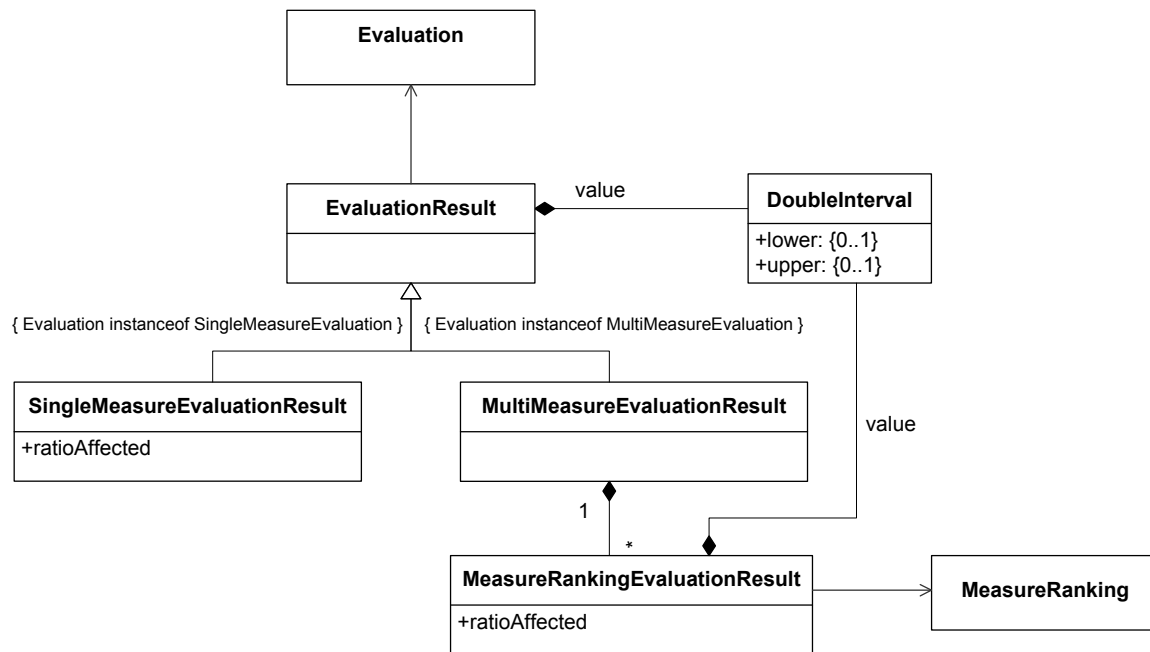 Evaluation
EvaluationResult
value
DoubleInterval
+lower: {0..1}
+upper: {0..1}
{ Evaluation instanceof SingleMeasureEvaluation }
{ Evaluation instanceof MultiMeasureEvaluation }
SingleMeasureEvaluationResult
+ratioAffected
MultiMeasureEvaluationResult
value
1
*
MeasureRankingEvaluationResult
+ratioAffected
MeasureRanking